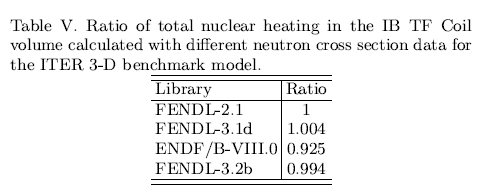 Table V. Ratio of total nuclear heating in the IB TF Coil
volume calculated with different neutron cross section data for
the ITER 3-D benchmark model.
Library Ratio
FENDL-2.1 1
FENDL-3.1d 1.004
ENDF/B-VIII.0 0.925
FENDL-3.2b 0.994